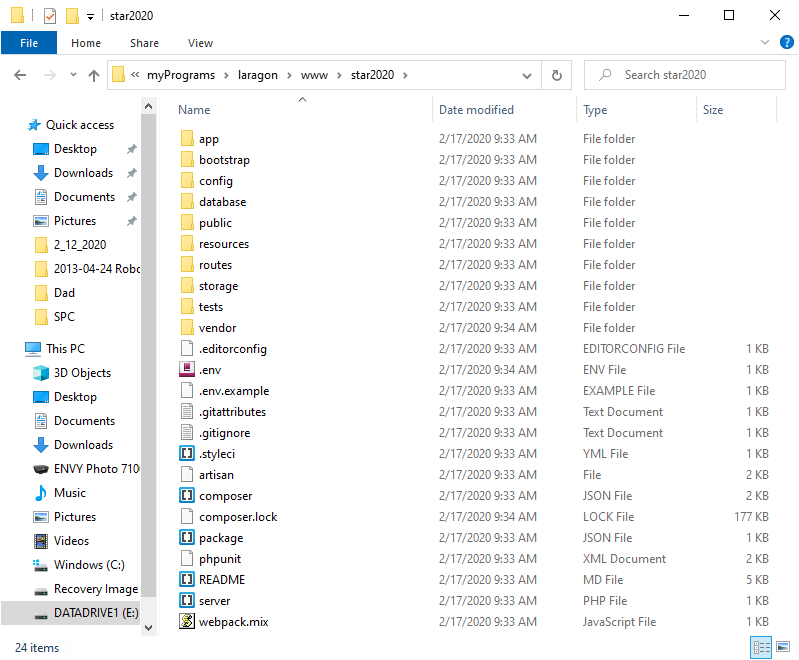 star2020
File Home Share View
« myPrograms › laragon › www › star2020 › Search star2020
Name Date modified Type Size
Quick access
Desktop
Downloads
Documents
Pictures
2_12_2020
2013-04-24 Robo
Dad
SPC
This PC
3D Objects
Desktop
Documents
Downloads
ENVY Photo 710
Music
Pictures
Videos
Windows (C:)
Recovery Image
DATADRIVE1 (E:)
app 2/17/2020 9:33 AM File folder
bootstrap 2/17/2020 9:33 AM File folder
config 2/17/2020 9:33 AM File folder
database 2/17/2020 9:33 AM File folder
public 2/17/2020 9:33 AM File folder
resources 2/17/2020 9:33 AM File folder
routes 2/17/2020 9:33 AM File folder
storage 2/17/2020 9:33 AM File folder
tests 2/17/2020 9:33 AM File folder
vendor 2/17/2020 9:34 AM File folder
.editorconfig 2/17/2020 9:33 AM EDITORCONFIG File 1 KB
.env 2/17/2020 9:34 AM ENV File 1 KB
.env.example 2/17/2020 9:33 AM EXAMPLE File 1 KB
.gitattributes 2/17/2020 9:33 AM Text Document 1 KB
.gitignore 2/17/2020 9:33 AM Text Document 1 KB
.styleci 2/17/2020 9:33 AM YML File 1 KB
artisan 2/17/2020 9:33 AM File 2 KB
composer 2/17/2020 9:33 AM JSON File 2 KB
composer.lock 2/17/2020 9:34 AM LOCK File 177 KB
package 2/17/2020 9:33 AM JSON File 1 KB
phpunit 2/17/2020 9:33 AM XML Document 2 KB
README 2/17/2020 9:33 AM MD File 5 KB
server 2/17/2020 9:33 AM PHP File 1 KB
webpack.mix 2/17/2020 9:33 AM JavaScript File 1 KB
24 items